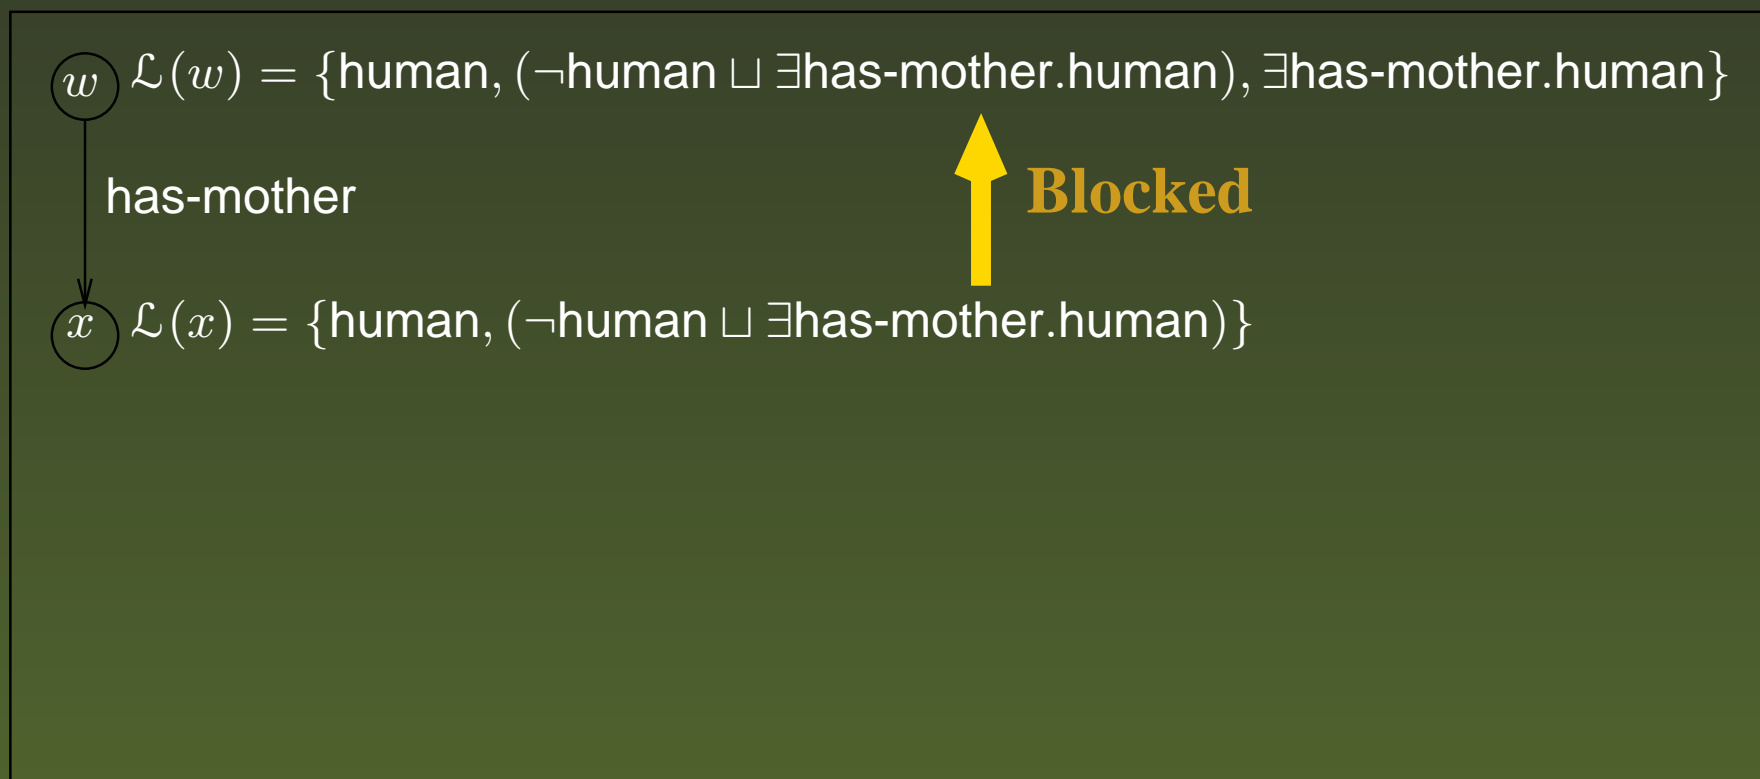 w ℒ(w) = {human, (¬human ⊔ ∃has-mother.human), ∃has-mother.human}
has-mother
Blocked
x ℒ(x) = {human, (¬human ⊔ ∃has-mother.human)}